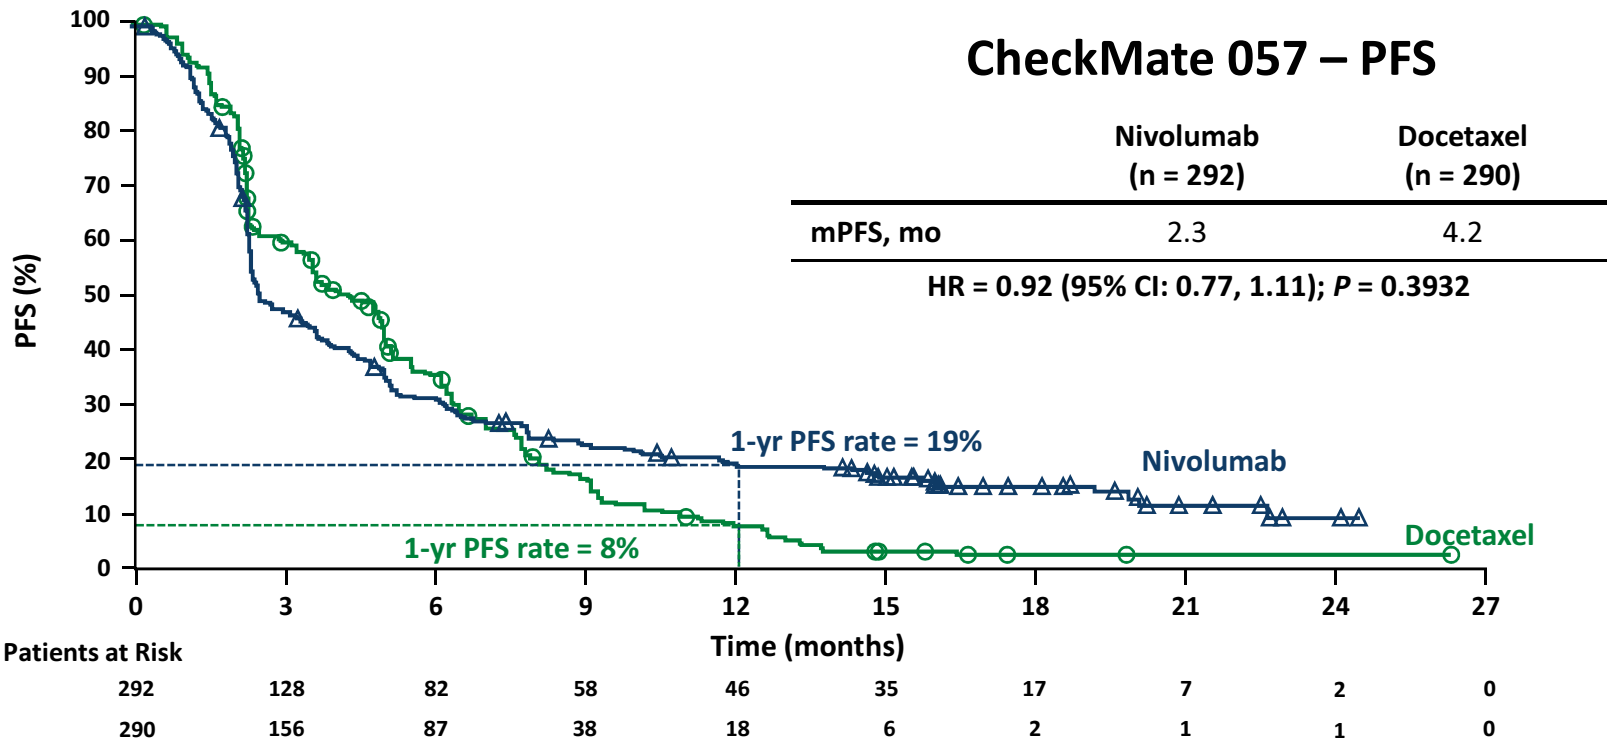 CheckMate 057 – PFS
Nivolumab Docetaxel
(n = 292) (n = 290)
mPFS, mo 2.3 4.2
HR = 0.92 (95% CI: 0.77, 1.11); P = 0.3932
PFS (%)
100
90
80
70
60
50
40
30
20
10
0
1-yr PFS rate = 19%
Nivolumab
Docetaxel
1-yr PFS rate = 8%
0 3 6 9 12 15 18 21 24 27
Time (months)
Patients at Risk
292 128 82 58 46 35 17 7 2 0
290 156 87 38 18 6 2 1 1 0